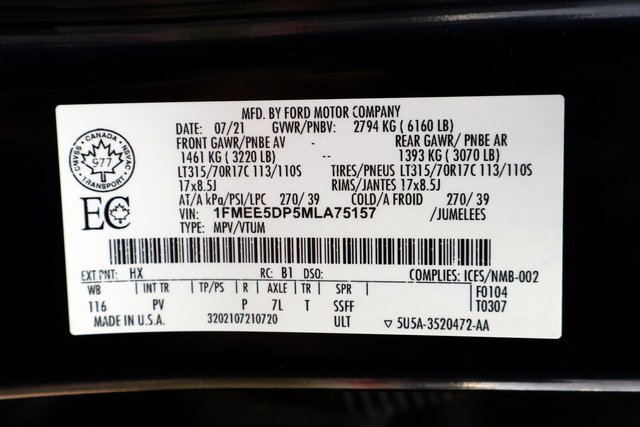 MFD. BY FORD MOTOR COMPANY
DATE: 07/21 GVWR/PNBV: 2794 KG ( 6160 LB)
FRONT GAWR/PNBE AV -- REAR GAWR/ PNBE AR
1461 KG ( 3220 LB) -- 1393 KG ( 3070 LB)
LT315/70R17C 113/110S TIRES/PNEUS LT315/70R17C 113/110S
17x8.5J RIMS/JANTES 17x8.5J
AT/A kPa/PSI/LPC 270/ 39 COLD/A FROID 270/ 39
VIN: 1FMEE5DP5MLA75157 /JUMELEES
TYPE: MPV/VTUM
CANADA
NSVAC
SVMAC
977
TRANSPORT
EC
EXT PNT: HX RC: B1 DSO: COMPLIES: ICES/NMB-002
WB INT TR TP/PS R AXLE TR SPR F0104
116 PV P 7L T SSFF T0307
MADE IN U.S.A. 3202107210720 ULT ▽ 5U5A-3520472-AA